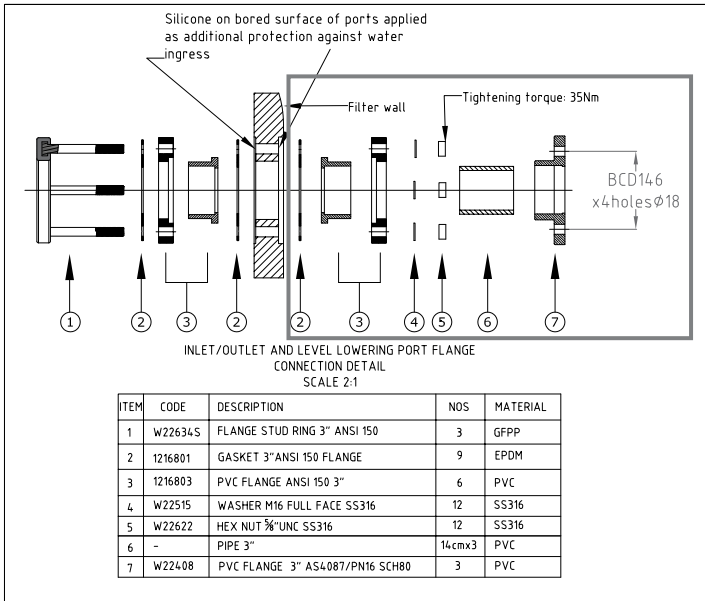 Silicone on bored surface of ports applied
as additional protection against water
ingress
Filter wall
Tightening torque: 35Nm
BCD146
x4holesϕ18
1
2
3
2
2
3
4
5
6
7
INLET/OUTLET AND LEVEL LOWERING PORT FLANGE
CONNECTION DETAIL
SCALE 2:1
ITEM CODE DESCRIPTION NOS MATERIAL
1 W22634S FLANGE STUD RING 3" ANSI 150 3 GFPP
2 1216801 GASKET 3"ANSI 150 FLANGE 9 EPDM
3 1216803 PVC FLANGE ANSI 150 3" 6 PVC
4 W22515 WASHER M16 FULL FACE SS316 12 SS316
5 W22622 HEX NUT ⅝"UNC SS316 12 SS316
6 - PIPE 3" 14cmx3 PVC
7 W22408 PVC FLANGE 3" AS4087/PN16 SCH80 3 PVC